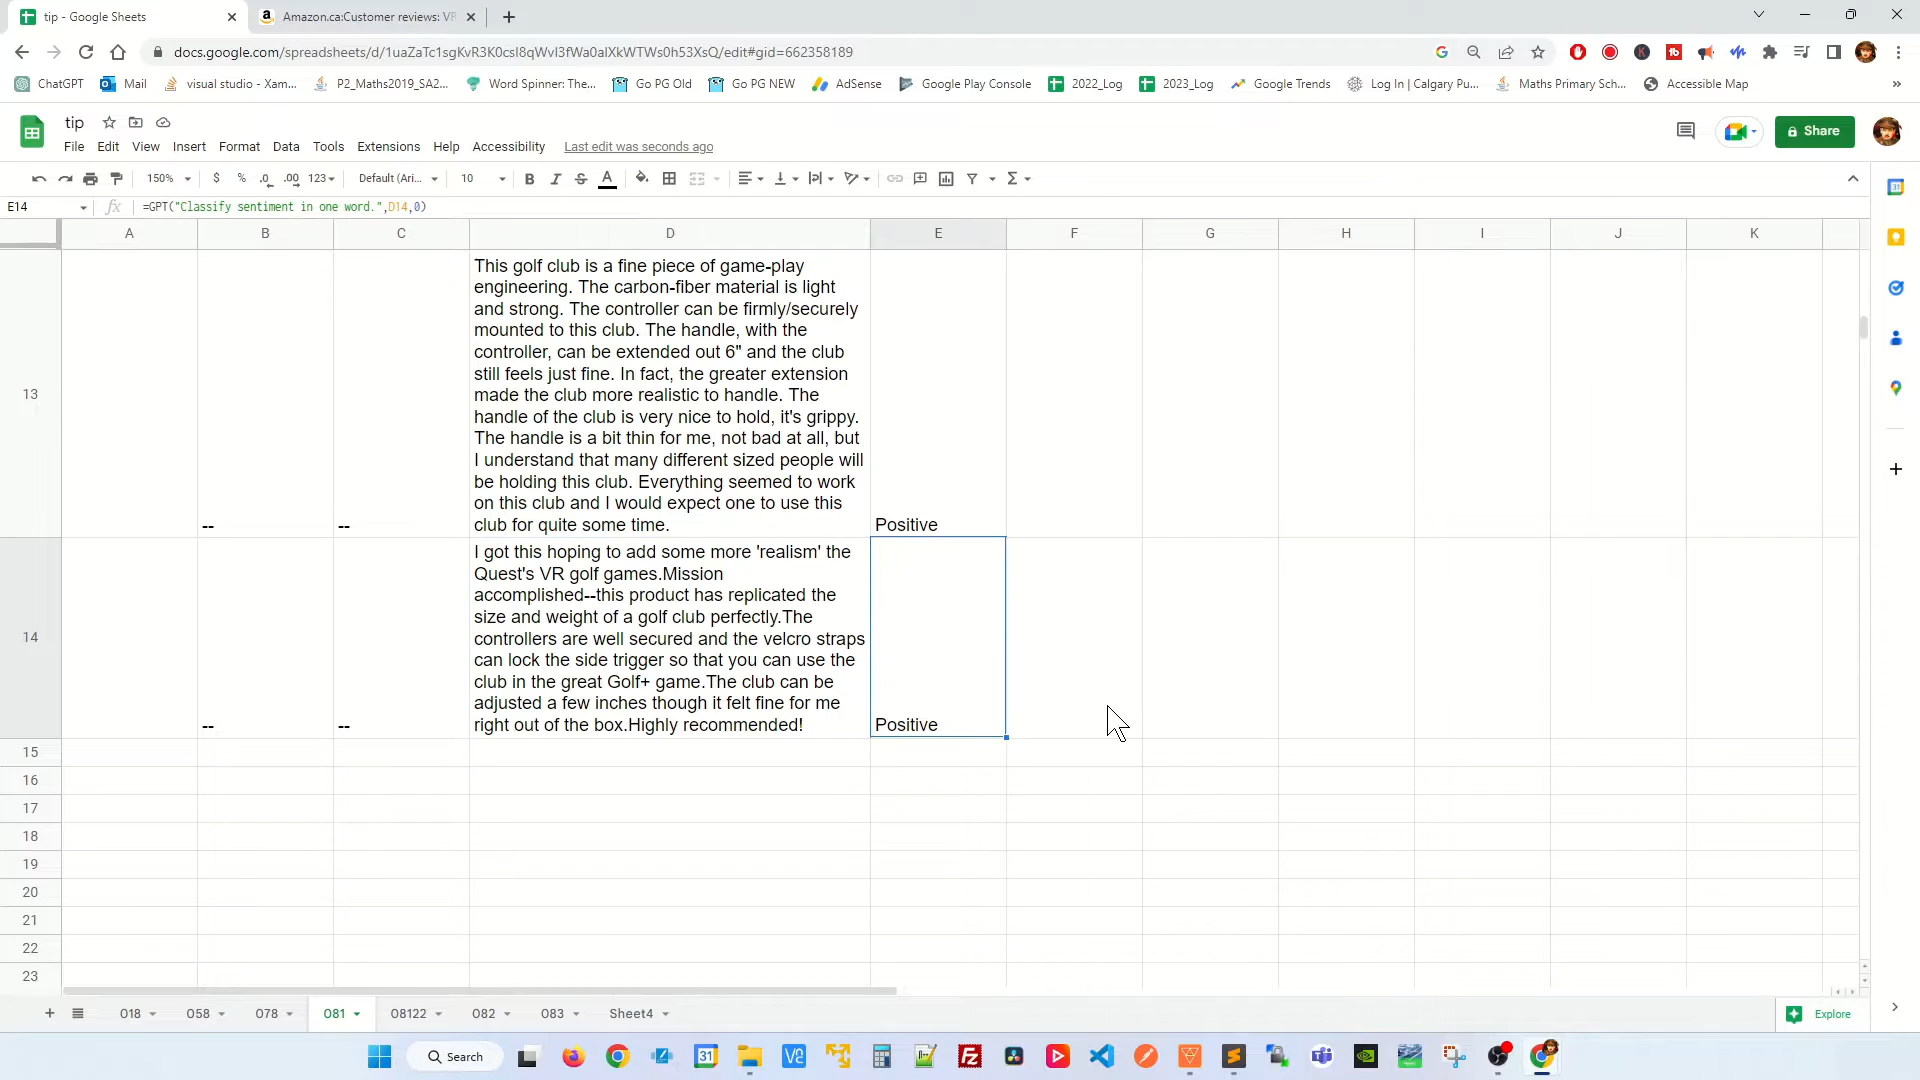 tip - Google Sheets
Amazon.ca:Customer reviews: VR
docs.google.com/spreadsheets/d/1uaZaTc1sgKvR3K0csI8qWvI3fWa0aIXkWTWs0h53XsQ/edit#gid=662358189
ChatGPT
Mail
visual studio - Xam...
P2_Maths2019_SA2...
Word Spinner: The...
Go PG Old
Go PG NEW
AdSense
Google Play Console
2022_Log
2023_Log
Google Trends
Log In | Calgary Pu...
Maths Primary Sch...
Accessible Map
»
tip
Share
File Edit View Insert Format Data Tools Extensions Help Accessibility Last edit was seconds ago
150% $ % .0 .00 123 Default (Ari... 10 B I S A Σ
E14 fx =GPT("Classify sentiment in one word.",D14,0)
A B C D E F G H I J K
This golf club is a fine piece of game-play
engineering. The carbon-fiber material is light
and strong. The controller can be firmly/securely
mounted to this club. The handle, with the
controller, can be extended out 6" and the club
still feels just fine. In fact, the greater extension
made the club more realistic to handle. The
handle of the club is very nice to hold, it's grippy.
The handle is a bit thin for me, not bad at all, but
I understand that many different sized people will
be holding this club. Everything seemed to work
on this club and I would expect one to use this
club for quite some time.
13
--
--
Positive
I got this hoping to add some more 'realism' the
Quest's VR golf games.Mission
accomplished--this product has replicated the
size and weight of a golf club perfectly.The
controllers are well secured and the velcro straps
can lock the side trigger so that you can use the
club in the great Golf+ game.The club can be
adjusted a few inches though it felt fine for me
right out of the box.Highly recommended!
14
--
--
Positive
15
16
17
18
19
20
21
22
23
018 058 078 081 08122 082 083 Sheet4
Explore
Search